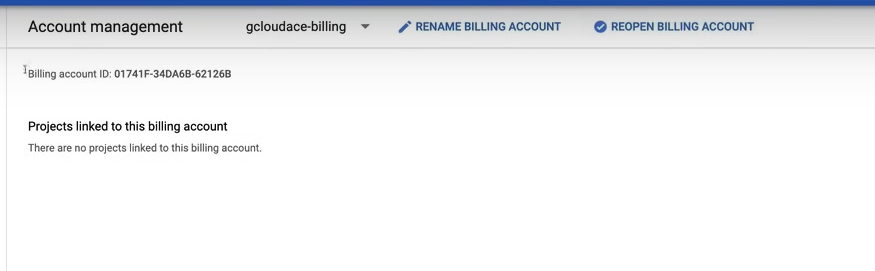 Account management gcloudace-billing RENAME BILLING ACCOUNT REOPEN BILLING ACCOUNT
Billing account ID: 01741F-34DA6B-62126B
Projects linked to this billing account
There are no projects linked to this billing account.